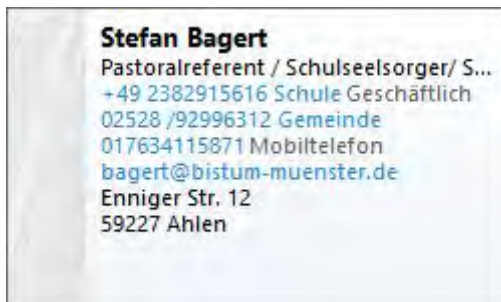 Stefan Bagert
Pastoralreferent / Schulseelsorger/ S...
+49 2382915616 Schule Geschäftlich
02528 /92996312 Gemeinde
017634115871 Mobiltelefon
bagert@bistum-muenster.de
Enniger Str. 12
59227 Ahlen